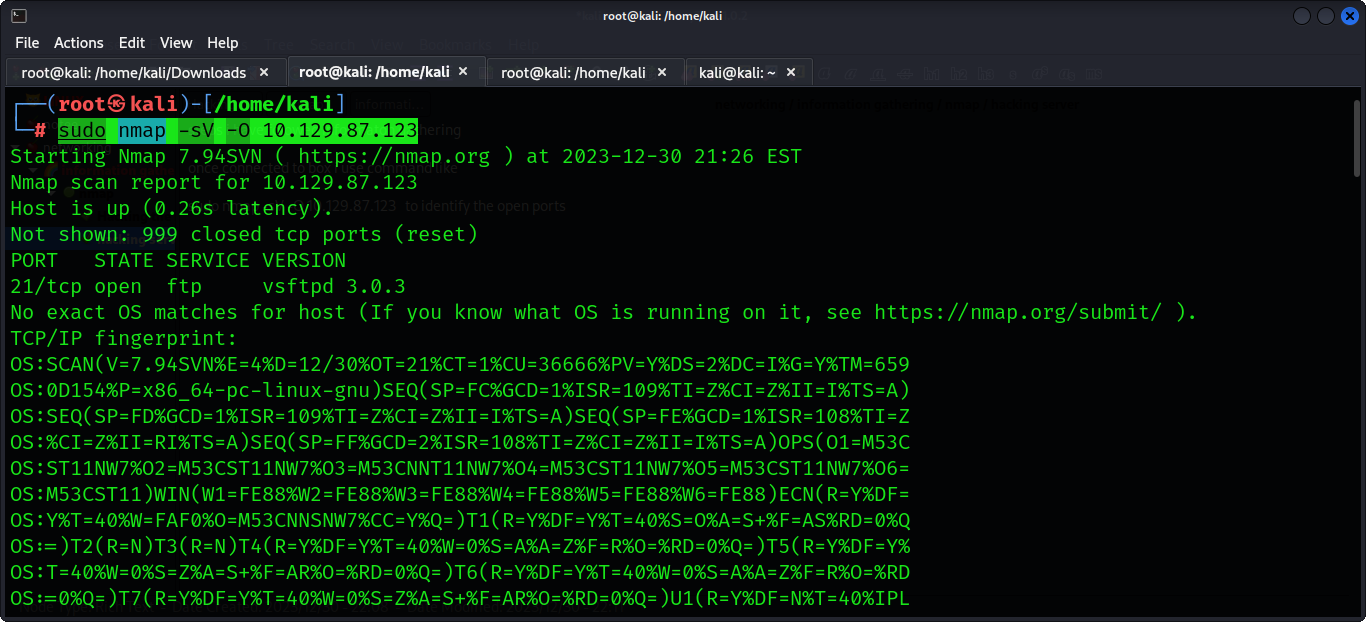 root@kali: /home/kali
File Actions Edit View Help
root@kali: /home/kali/Downloads × root@kali: /home/kali × root@kali: /home/kali × kali@kali: ~ ×
┌──(root㉿kali)-[/home/kali]
└─# sudo nmap -sV -O 10.129.87.123
Starting Nmap 7.94SVN ( https://nmap.org ) at 2023-12-30 21:26 EST
Nmap scan report for 10.129.87.123
Host is up (0.26s latency).
Not shown: 999 closed tcp ports (reset)
PORT   STATE SERVICE VERSION
21/tcp open  ftp     vsftpd 3.0.3
No exact OS matches for host (If you know what OS is running on it, see https://nmap.org/submit/ ).
TCP/IP fingerprint:
OS:SCAN(V=7.94SVN%E=4%D=12/30%OT=21%CT=1%CU=36666%PV=Y%DS=2%DC=I%G=Y%TM=659
OS:0D154%P=x86_64-pc-linux-gnu)SEQ(SP=FC%GCD=1%ISR=109%TI=Z%CI=Z%II=I%TS=A)
OS:SEQ(SP=FD%GCD=1%ISR=109%TI=Z%CI=Z%II=I%TS=A)SEQ(SP=FE%GCD=1%ISR=108%TI=Z
OS:%CI=Z%II=RI%TS=A)SEQ(SP=FF%GCD=2%ISR=108%TI=Z%CI=Z%II=I%TS=A)OPS(O1=M53C
OS:ST11NW7%O2=M53CST11NW7%O3=M53CNNT11NW7%O4=M53CST11NW7%O5=M53CST11NW7%O6=
OS:M53CST11)WIN(W1=FE88%W2=FE88%W3=FE88%W4=FE88%W5=FE88%W6=FE88)ECN(R=Y%DF=
OS:Y%T=40%W=FAF0%O=M53CNNSNW7%CC=Y%Q=)T1(R=Y%DF=Y%T=40%S=O%A=S+%F=AS%RD=0%Q
OS:=)T2(R=N)T3(R=N)T4(R=Y%DF=Y%T=40%W=0%S=A%A=Z%F=R%O=%RD=0%Q=)T5(R=Y%DF=Y%
OS:T=40%W=0%S=Z%A=S+%F=AR%O=%RD=0%Q=)T6(R=Y%DF=Y%T=40%W=0%S=A%A=Z%F=R%O=%RD
OS:=0%Q=)T7(R=Y%DF=Y%T=40%W=0%S=Z%A=S+%F=AR%O=%RD=0%Q=)U1(R=Y%DF=N%T=40%IPL